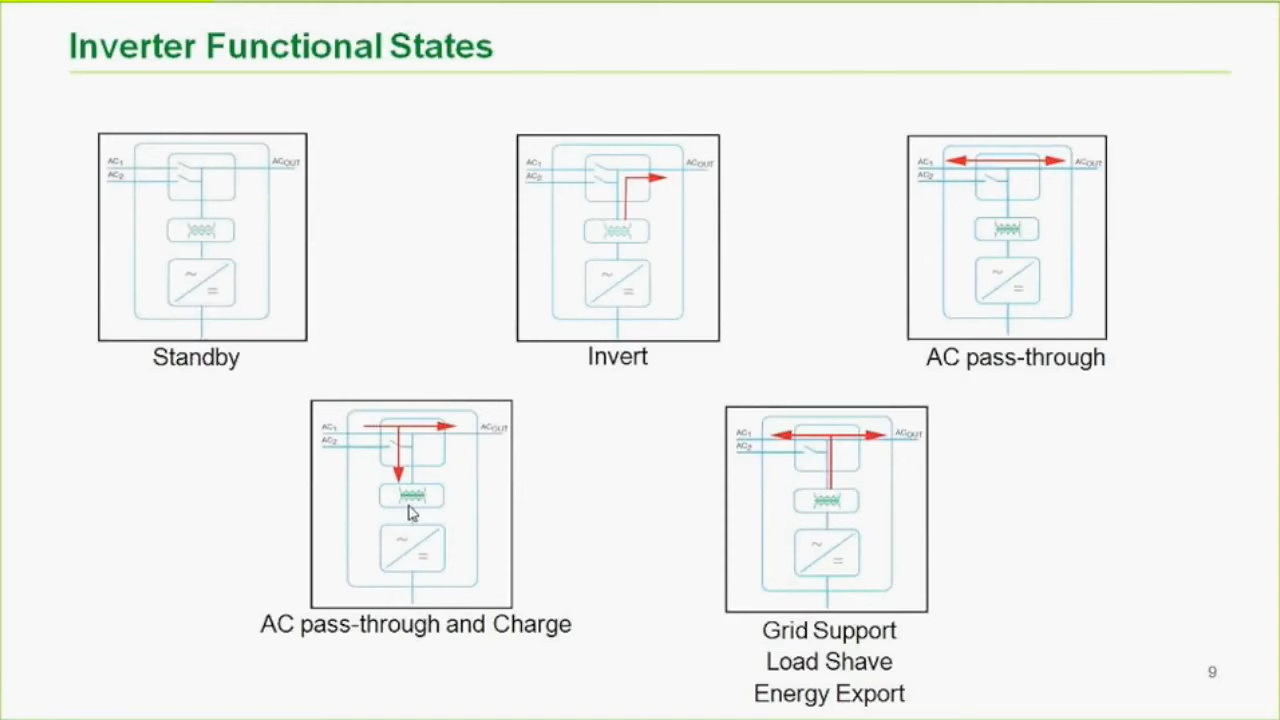 Inverter Functional States
AC1
AC2
ACOUT
~
=
Standby
AC1
AC2
ACOUT
~
=
Invert
AC1
AC2
ACOUT
~
=
AC pass-through
AC1
AC2
ACOUT
~
=
AC pass-through and Charge
AC1
AC2
ACOUT
~
=
Grid Support
Load Shave
Energy Export
9